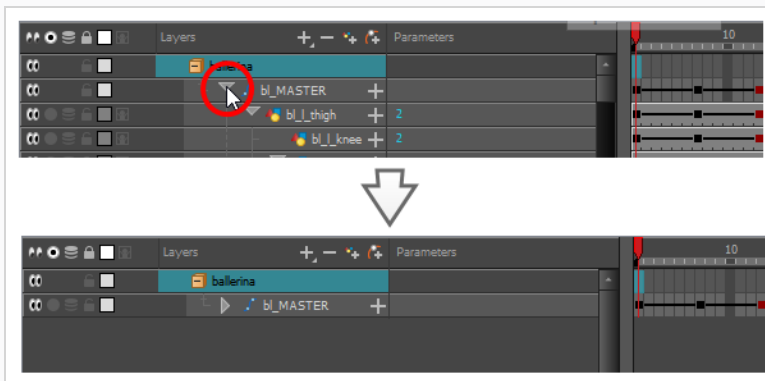 Layers Parameters 10
ballerina
bl_MASTER
bl_l_thigh 2
bl_l_knee 2
Layers Parameters 10
ballerina
bl_MASTER